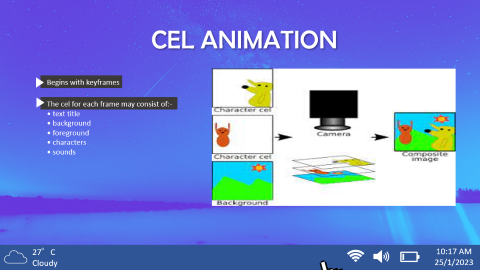 CEL ANIMATION
Begins with keyframes
The cel for each frame may consist of:-
• text title
• background
• foreground
• characters
• sounds
Character cel
Character cel
Background
Camera
Composite
image
27° C
Cloudy
10:17 AM
25/1/2023